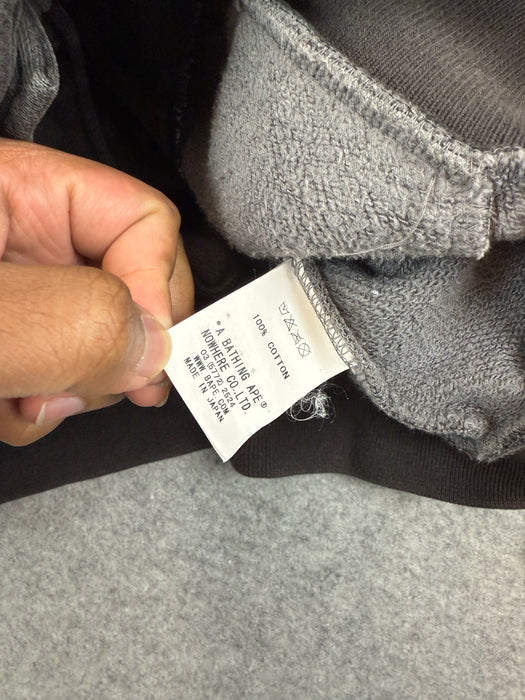 100% COTTON
A BATHING APE®
NOWHERE CO.,LTD.
03 (5772) 2524
WWW BAPE.COM
MADE IN JAPAN